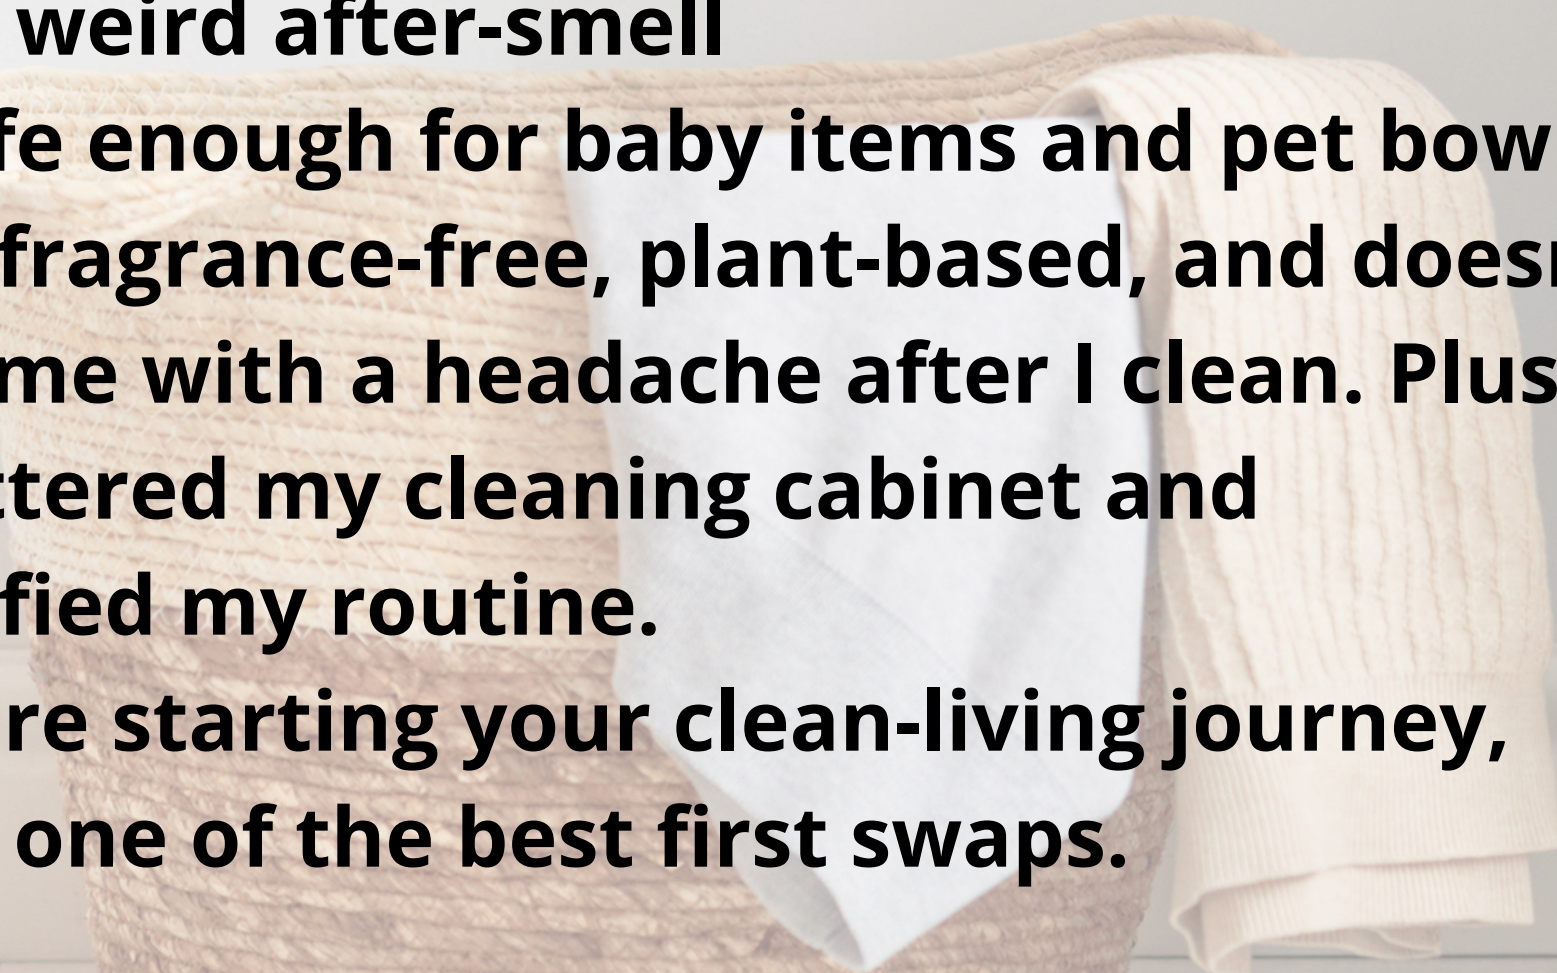 weird after-smell
fe enough for baby items and pet bow
fragrance-free, plant-based, and does
me with a headache after I clean. Plus
ttered my cleaning cabinet and
fied my routine.
re starting your clean-living journey,
one of the best first swaps.